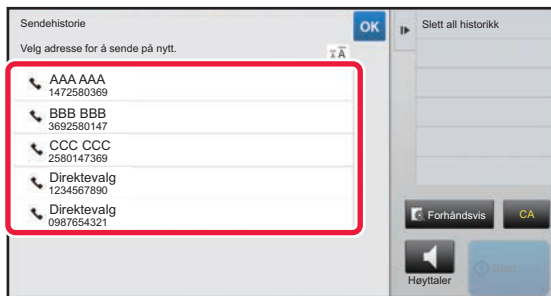 Sendehistorie
OK
Slett all historikk
Velg adresse for å sende på nytt.
AAA AAA
1472580369
BBB BBB
3692580147
CCC CCC
2580147369
Direktevalg
1234567890
Direktevalg
0987654321
Forhåndsvis
CA
Høyttaler
Start